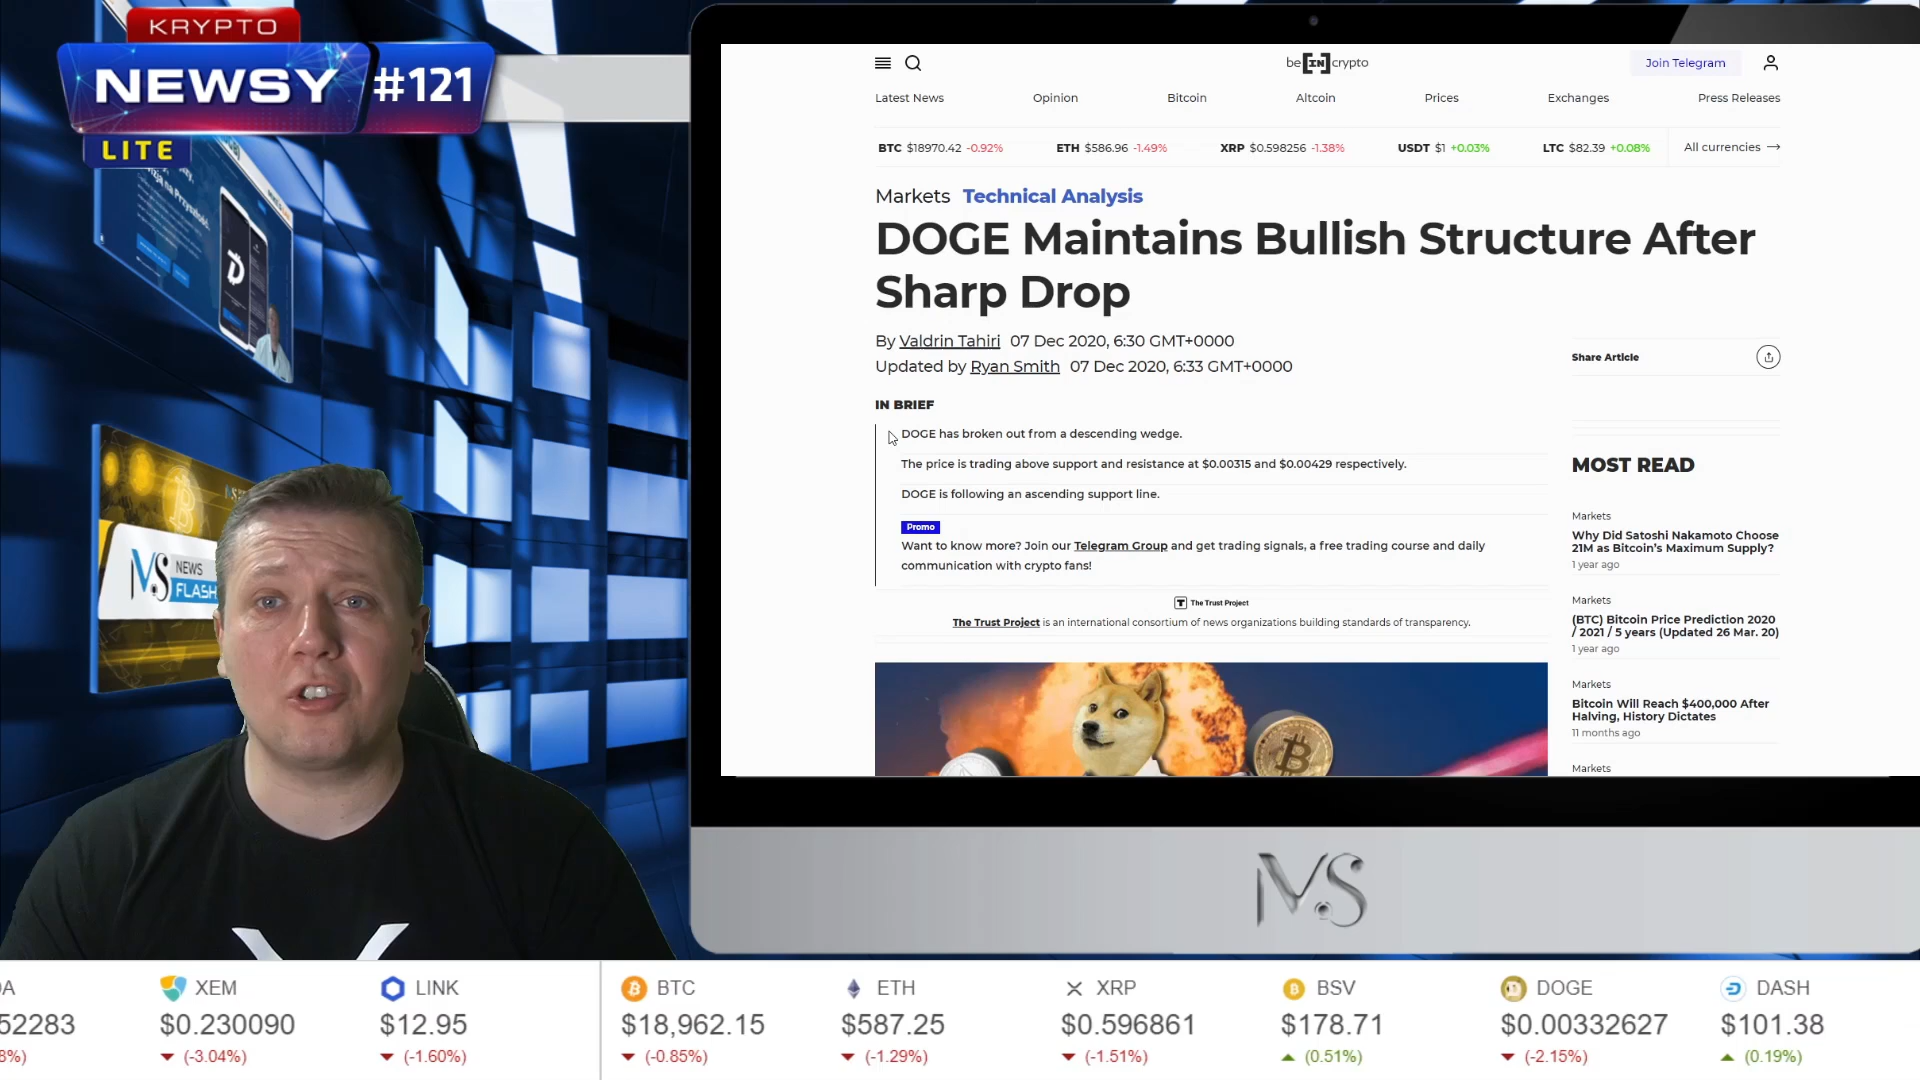 KRYPTO
NEWSY #121
LITE
NEWS
FLASH
be[IN]crypto
Join Telegram
Latest News
Opinion
Bitcoin
Altcoin
Prices
Exchanges
Press Releases
BTC $18970.42 -0.92%
ETH $586.96 -1.49%
XRP $0.598256 -1.38%
USDT $1 +0.03%
LTC $82.39 +0.08%
All currencies
Markets Technical Analysis
DOGE Maintains Bullish Structure After
Sharp Drop
By Valdrin Tahiri 07 Dec 2020, 6:30 GMT+0000
Updated by Ryan Smith 07 Dec 2020, 6:33 GMT+0000
Share Article
IN BRIEF
DOGE has broken out from a descending wedge.
The price is trading above support and resistance at $0.00315 and $0.00429 respectively.
DOGE is following an ascending support line.
Promo
Want to know more? Join our Telegram Group and get trading signals, a free trading course and daily
communication with crypto fans!
The Trust Project
The Trust Project is an international consortium of news organizations building standards of transparency.
MOST READ
Markets
Why Did Satoshi Nakamoto Choose
21M as Bitcoin's Maximum Supply?
1 year ago
Markets
(BTC) Bitcoin Price Prediction 2020
/ 2021 / 5 years (Updated 26 Mar. 20)
1 year ago
Markets
Bitcoin Will Reach $400,000 After
Halving, History Dictates
11 months ago
Markets
MS
A
52283
8%)
XEM
$0.230090
(-3.04%)
LINK
$12.95
(-1.60%)
BTC
$18,962.15
(-0.85%)
ETH
$587.25
(-1.29%)
XRP
$0.596861
(-1.51%)
BSV
$178.71
(0.51%)
DOGE
$0.00332627
(-2.15%)
DASH
$101.38
(0.19%)